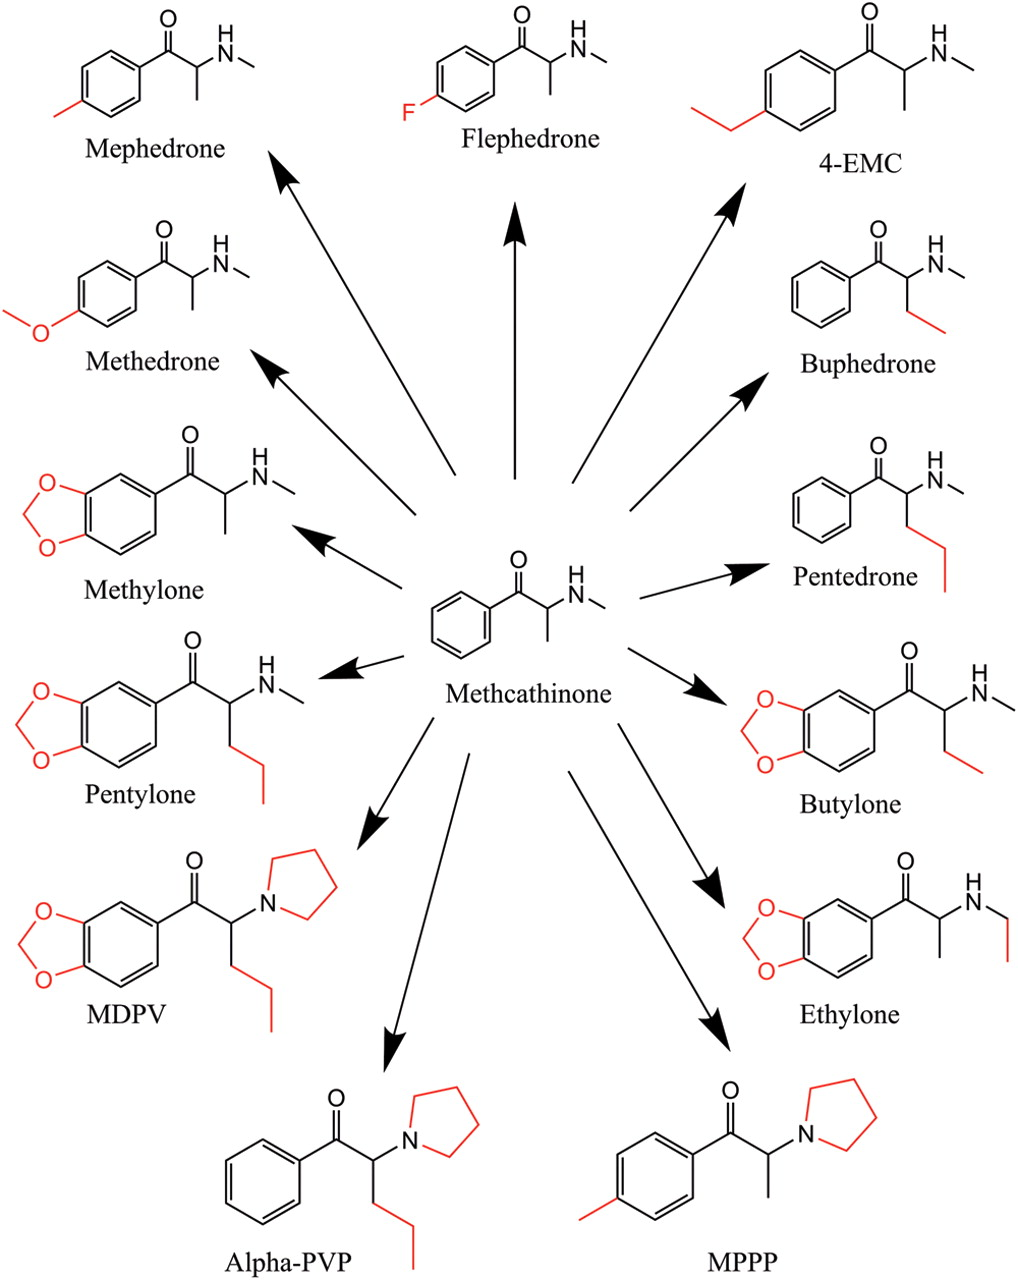 O
H
N
Mephedrone
O
H
N
F
Flephedrone
O
H
N
4-EMC
O
H
N
O
Methedrone
O
H
N
Buphedrone
O
H
N
O
O
Methylone
O
H
N
Pentedrone
O
H
N
Methcathinone
O
H
N
O
O
Pentylone
O
H
N
O
O
Butylone
O
N
O
O
MDPV
O
H
N
O
O
Ethylone
O
N
Alpha-PVP
O
N
MPPP